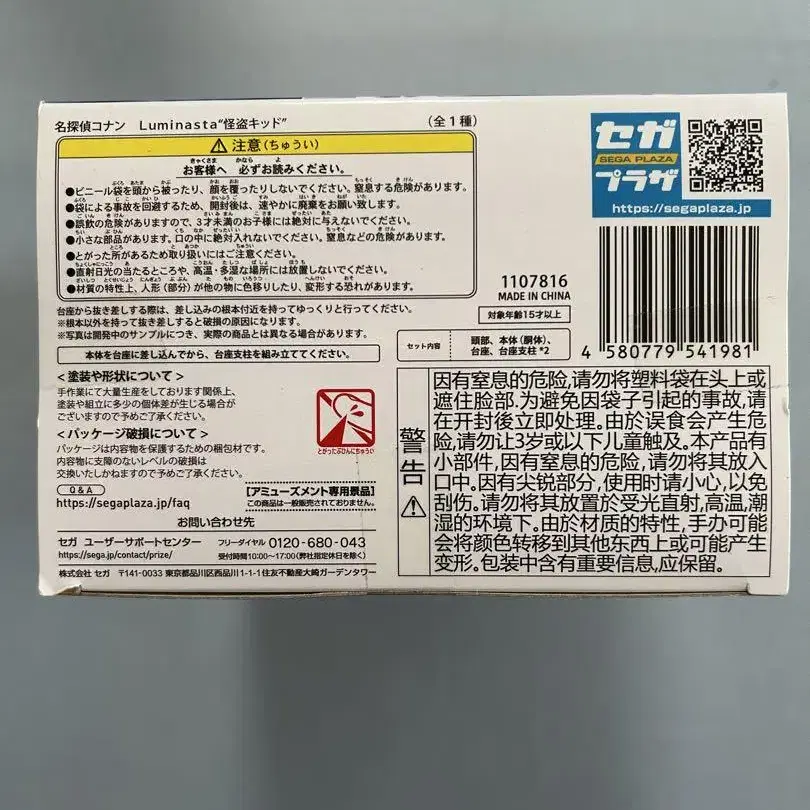 名探偵コナン Luminasta“怪盗キッド” (全1種)
⚠ 注意(ちゅうい)
お客様へ 必ずお読みください。
●ビニール袋を頭から被ったり、顔を覆ったりしないでください。窒息する危険があります。
●袋による事故を回避するため、開封後は、速やかに廃棄をお願い致します。
●誤飲の危険がありますので、3才未満のお子様には絶対に与えないでください。
●小さな部品があります。口の中に絶対入れないでください。窒息などの危険があります。
●とがった所があるため取り扱いにはご注意ください。
●直射日光の当たるところや、高温・多湿な場所には放置しないでください。
●材質の特性上、人形(部分)が他の物に色移りしたり、変形する恐れがあります。
台座から抜き差しする際は、差し込みの根本付近を持ってゆっくりと行ってください。
※根本以外を持って抜き差しすると破損の原因になります。
※写真は開発中のサンプルにつき、実際の商品とは異なる場合があります。
本体を台座に差し込んでから、台座支柱を組み立ててください。
<塗装や形状について>
手作業にて大量生産をしております関係上、
塗装や組立に多少の個体差が生じる場合が
ございますので予めご了承ください。
<パッケージ破損について>
パッケージは内容物を保護するための梱包材です。
内容物に支障のないレベルの破損は
交換いたしかねますので予めご了承ください。
とがったぶひんにちゅうい
Q&A
https://segaplaza.jp/faq
【アミューズメント専用景品】
この商品は一般販売されておりません。
お問い合わせ先
セガ ユーザーサポートセンター フリーダイヤル 0120-680-043
https://sega.jp/contact/prize/ 受付時間10:00~17:00(弊社指定休日を除く)
株式会社 セガ 〒141-0033 東京都品川区西品川1-1-1住友不動産大崎ガーデンタワー
セガ
SEGA PLAZA
プラザ
https://segaplaza.jp
1107816
MADE IN CHINA
対象年齢15才以上
セット内容 頭部、本体(胴体)、
台座、台座支柱*2
4 580779 541981
警告⚠
因有窒息的危险,请勿将塑料袋在头上或
遮住脸部.为避免因袋子引起的事故,请
在开封後立即处理.由於误食会产生危
险,请勿让3岁或以下儿童触及.本产品有
小部件,因有窒息的危险,请勿将其放入
口中.因有尖锐部分,使用时请小心,以免
刮伤.请勿将其放置於受光直射,高温,潮
湿的环境下.由於材质的特性,手办可能
会将颜色转移到其他东西上或可能产生
变形.包装中含有重要信息,应保留.